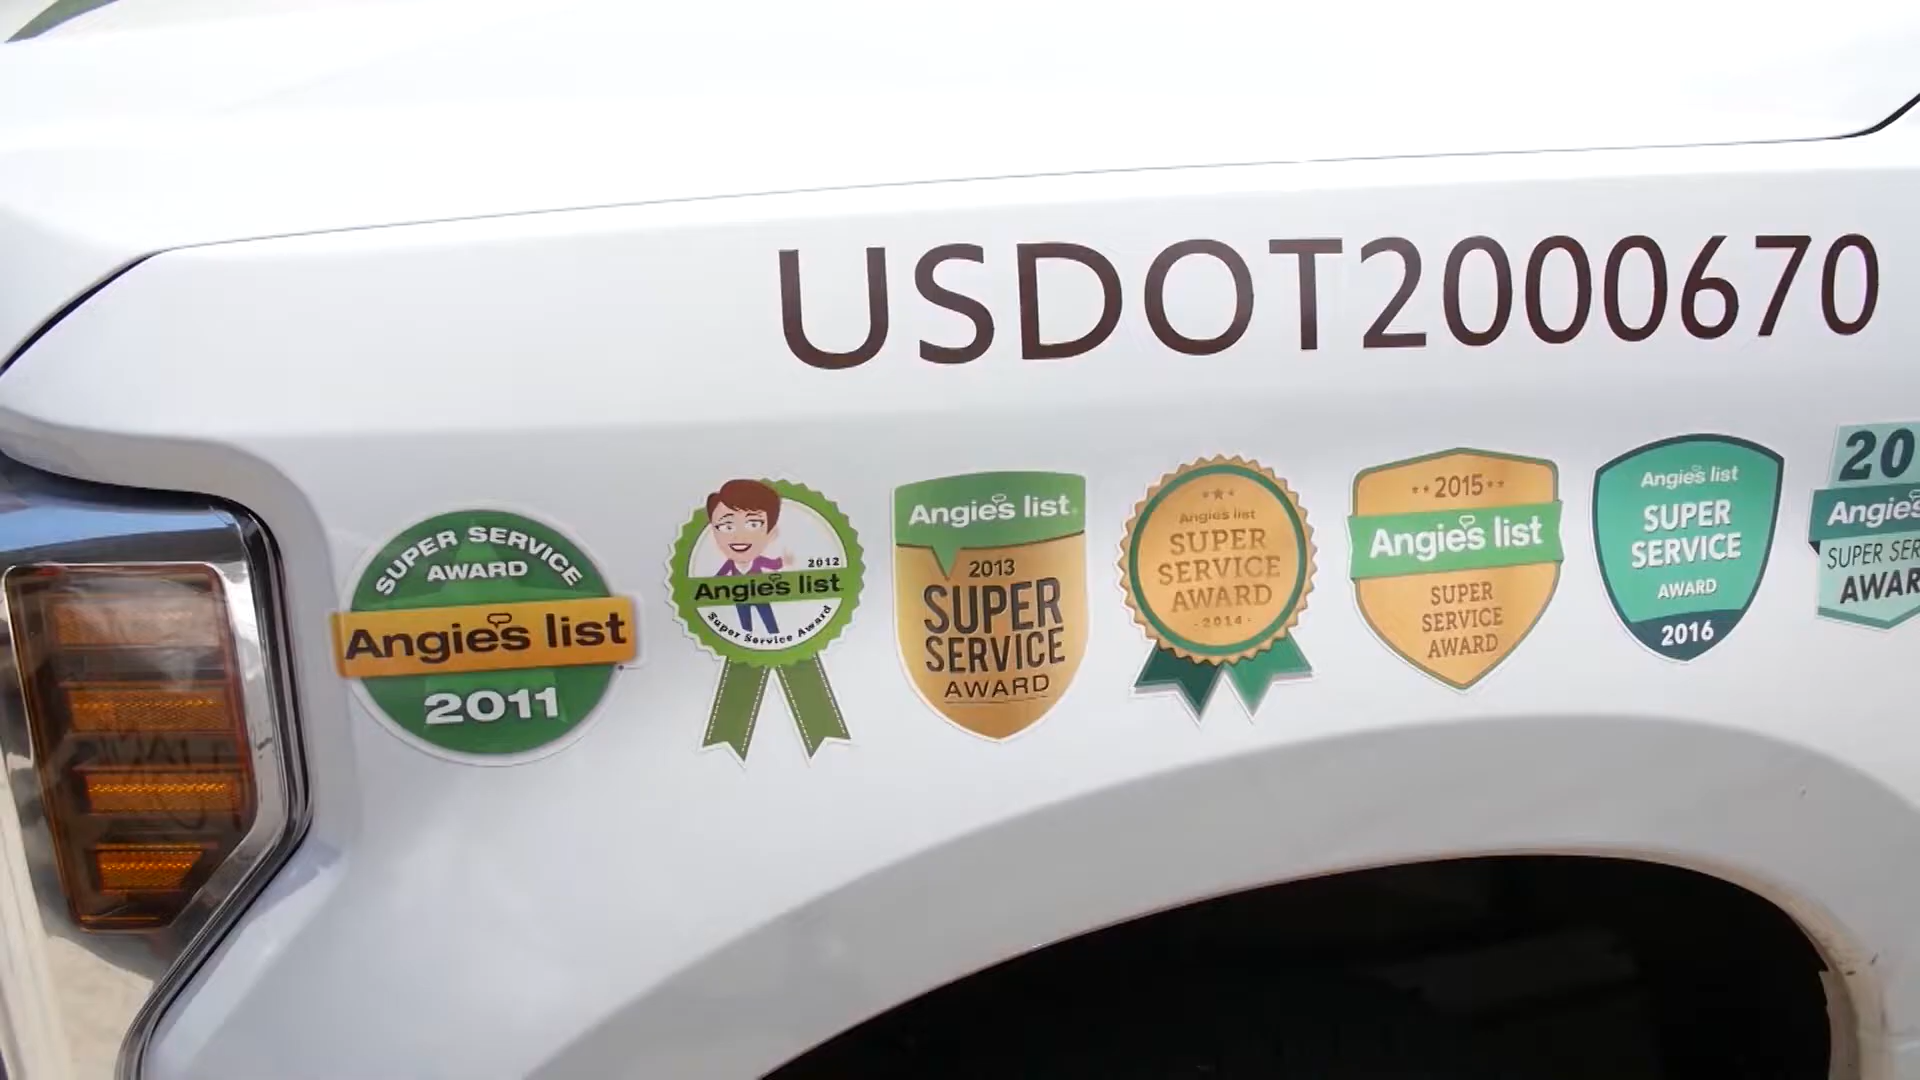 USDOT2000670
SUPER SERVICE
AWARD
Angie's list
2011
2012
Angie's list
Super Service Award
Angie's list
2013
SUPER
SERVICE
AWARD
Angie's list
SUPER
SERVICE
AWARD
2014
2015
Angie's list
SUPER
SERVICE
AWARD
Angie's list
SUPER
SERVICE
AWARD
2016
20
Angie's
SUPER SER
AWAR